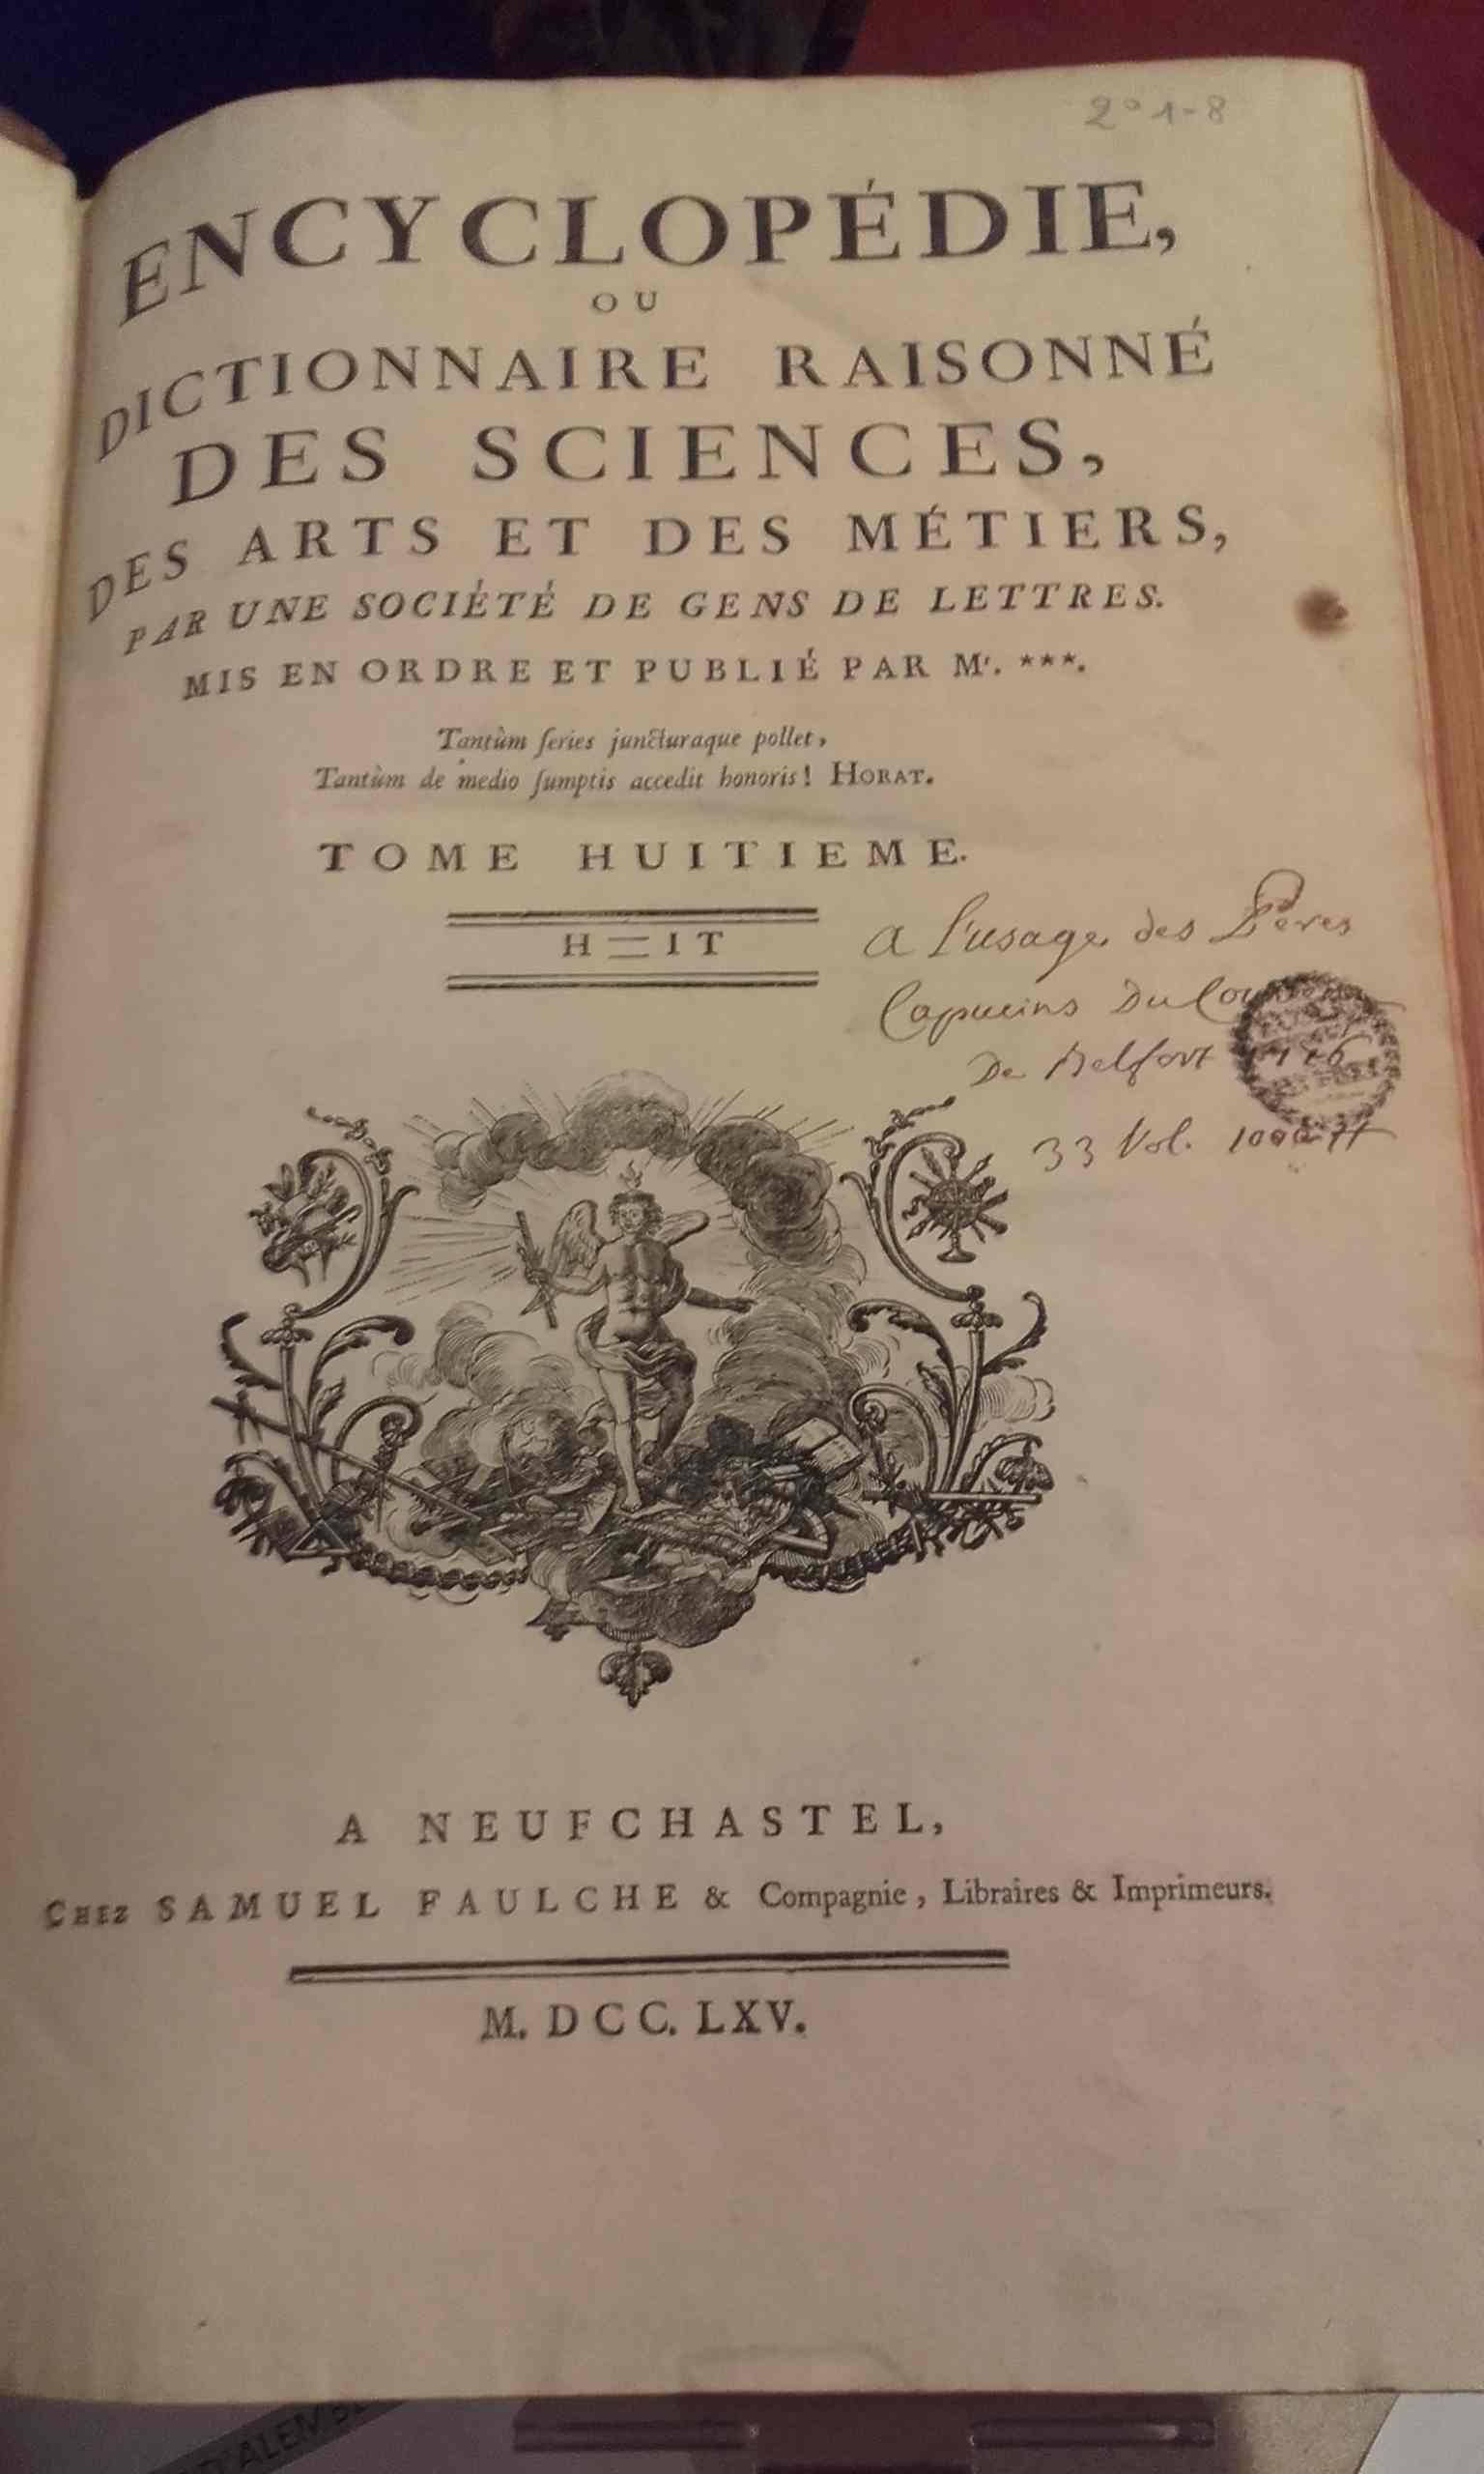 2° 1-8
ENCYCLOPÉDIE,
OU
DICTIONNAIRE RAISONNÉ
DES SCIENCES,
DES ARTS ET DES MÉTIERS,
PAR UNE SOCIÉTÉ DE GENS DE LETTRES.
MIS EN ORDRE ET PUBLIÉ PAR Mr. ***.
Tantùm ſeries juncturaque pollet,
Tantùm de medio ſumptis accedit honoris! HORAT.
TOME HUITIEME.
H=IT
a l'usage des Peres
Capucins Du
De Belfort
33 Vol.
A NEUFCHASTEL,
CHEZ SAMUEL FAULCHE & Compagnie, Libraires & Imprimeurs.
M. DCC. LXV.